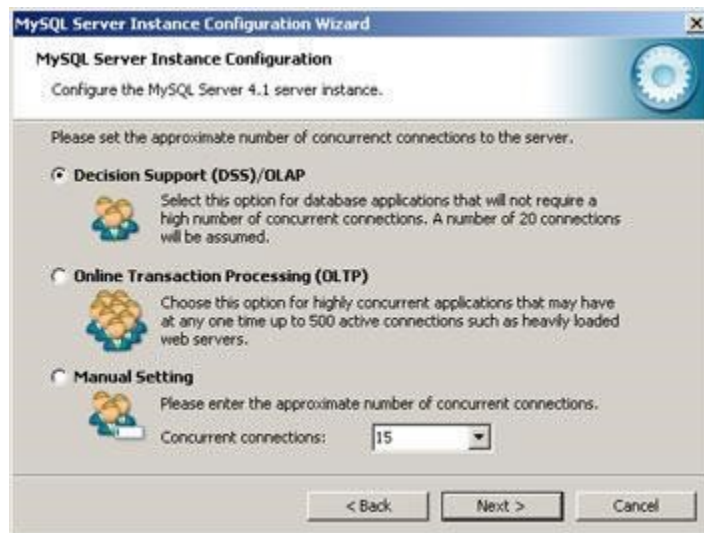 MySQL Server Instance Configuration Wizard
MySQL Server Instance Configuration
Configure the MySQL Server 4.1 server instance.
Please set the approximate number of concurrenct connections to the server.
Decision Support (DSS)/OLAP
Select this option for database applications that will not require a
high number of concurrent connections. A number of 20 connections
will be assumed.
Online Transaction Processing (OLTP)
Choose this option for highly concurrent applications that may have
at any one time up to 500 active connections such as heavily loaded
web servers.
Manual Setting
Please enter the approximate number of concurrent connections.
Concurrent connections: 15
< Back Next > Cancel